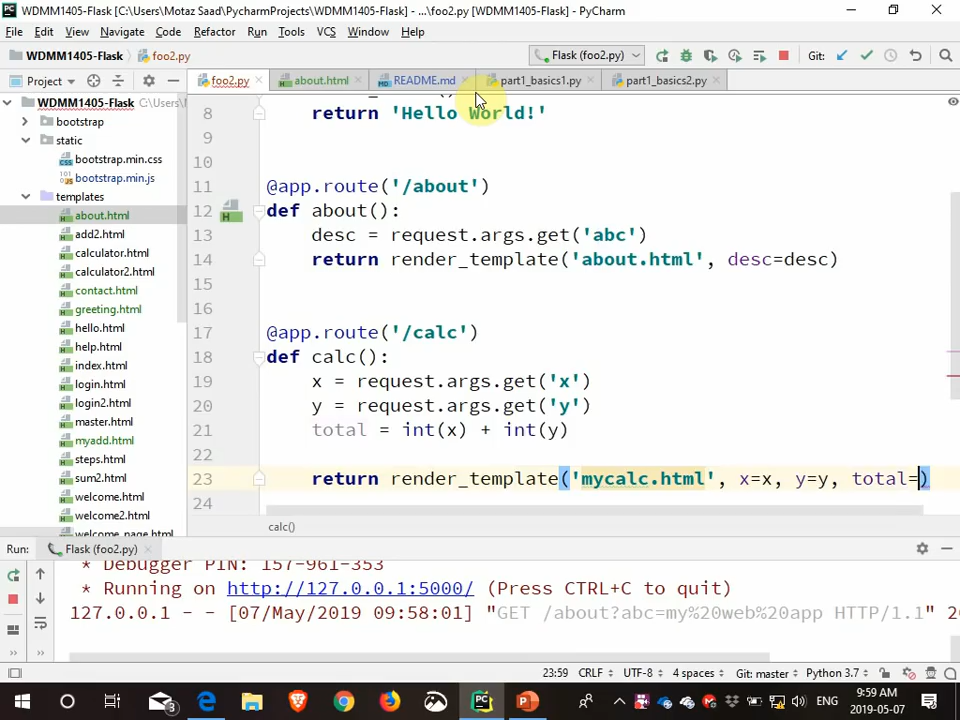 WDMM1405-Flask [C:\Users\Motaz Saad\PycharmProjects\WDMM1405-Flask] - ...\foo2.py [WDMM1405-Flask] - PyCharm
File Edit View Navigate Code Refactor Run Tools VCS Window Help
WDMM1405-Flask foo2.py Flask (foo2.py) Git:
Project foo2.py about.html README.md part1_basics1.py part1_basics2.py
WDMM1405-Flask C:\Users\
bootstrap
static
bootstrap.min.css
bootstrap.min.js
templates
about.html
add2.html
calculator.html
calculator2.html
contact.html
greeting.html
hello.html
help.html
index.html
login.html
login2.html
master.html
myadd.html
steps.html
sum2.html
welcome.html
welcome2.html
welcome_page.html
8 return 'Hello World!'
9
10
11 @app.route('/about')
12 def about():
13 desc = request.args.get('abc')
14 return render_template('about.html', desc=desc)
15
16
17 @app.route('/calc')
18 def calc():
19 x = request.args.get('x')
20 y = request.args.get('y')
21 total = int(x) + int(y)
22
23 return render_template('mycalc.html', x=x, y=y, total=)
24
calc()
Run: Flask (foo2.py)
* Debugger PIN: 157-961-353
* Running on http://127.0.0.1:5000/ (Press CTRL+C to quit)
127.0.0.1 - - [07/May/2019 09:58:01] "GET /about?abc=my%20web%20app HTTP/1.1" 20
23:59 CRLF UTF-8 4 spaces Git: master Python 3.7
3 ENG 9:59 AM
2019-05-07